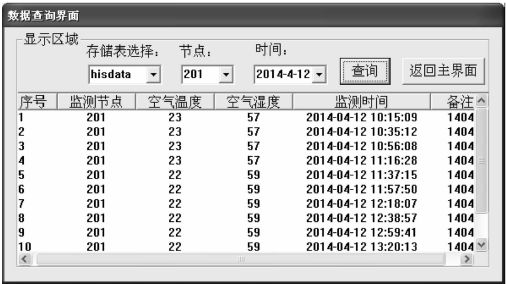 数据查询界面
显示区域
存储表选择： 节点： 时间：
hisdata 201 2014-4-12 查询 返回主界面
序号 监测节点 空气温度 空气湿度 监测时间 备注
1 201 23 57 2014-04-12 10:15:09 1404
2 201 23 57 2014-04-12 10:35:12 1404
3 201 23 57 2014-04-12 10:56:08 1404
4 201 23 57 2014-04-12 11:16:28 1404
5 201 22 59 2014-04-12 11:37:15 1404
6 201 22 59 2014-04-12 11:57:50 1404
7 201 22 59 2014-04-12 12:18:07 1404
8 201 22 59 2014-04-12 12:38:57 1404
9 201 22 59 2014-04-12 12:59:41 1404
10 201 22 59 2014-04-12 13:20:13 1404